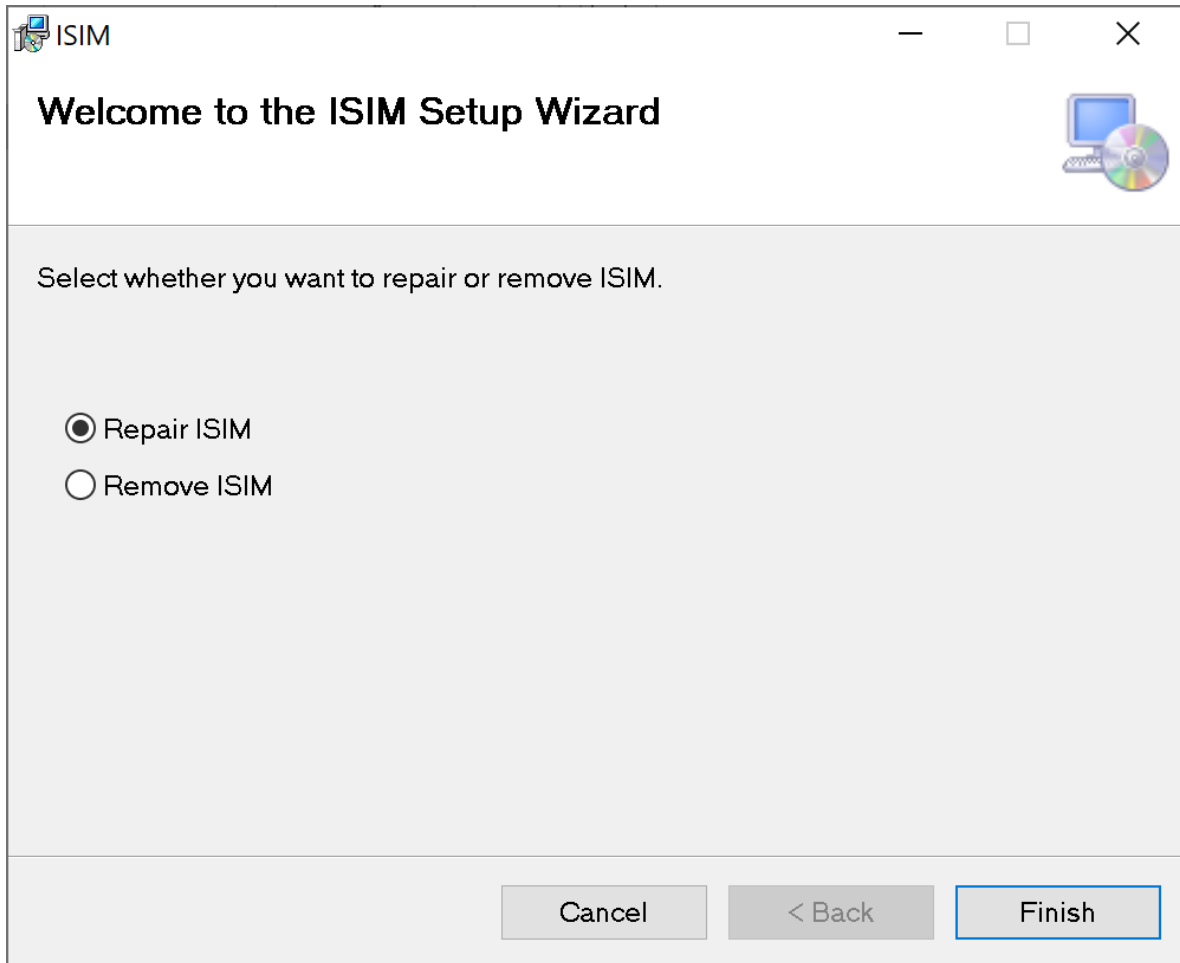 ISIM
Welcome to the ISIM Setup Wizard
Select whether you want to repair or remove ISIM.
Repair ISIM
Remove ISIM
Cancel
< Back
Finish